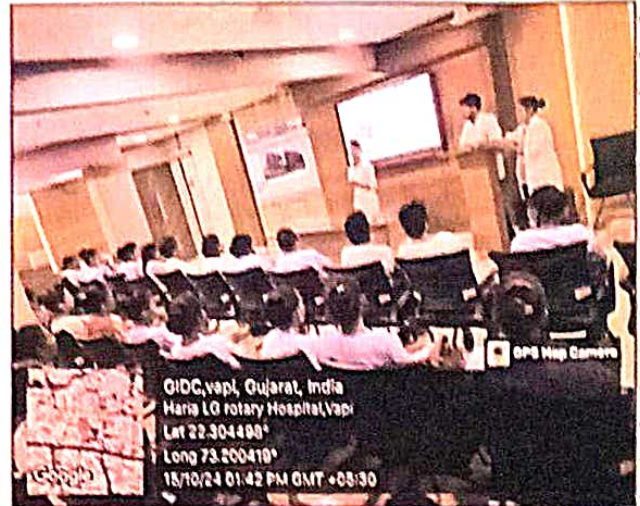 GPS Map Camera
GIDC,vapi, Gujarat, India
Haria LG rotary Hospital,Vapi
Lat 22.304498°
Long 73.200419°
15/10/24 01:42 PM GMT +05:30
Google